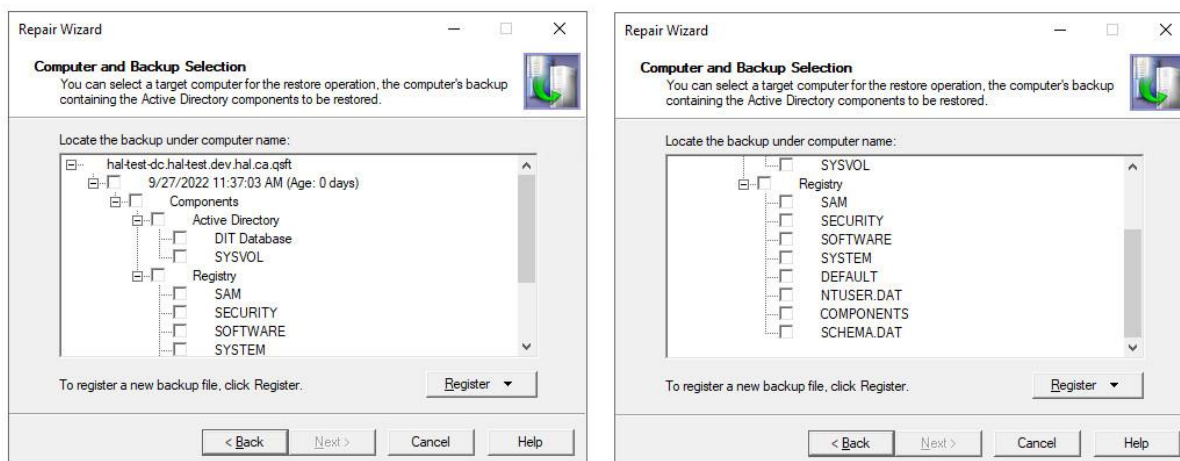 Repair Wizard
Computer and Backup Selection
You can select a target computer for the restore operation, the computer's backup
containing the Active Directory components to be restored.
Locate the backup under computer name:
hal-test-dc.hal-test.dev.hal.ca.qsft
9/27/2022 11:37:03 AM (Age: 0 days)
Components
Active Directory
DIT Database
SYSVOL
Registry
SAM
SECURITY
SOFTWARE
SYSTEM
To register a new backup file, click Register.
Register
< Back
Next >
Cancel
Help
Repair Wizard
Computer and Backup Selection
You can select a target computer for the restore operation, the computer's backup
containing the Active Directory components to be restored.
Locate the backup under computer name:
SYSVOL
Registry
SAM
SECURITY
SOFTWARE
SYSTEM
DEFAULT
NTUSER.DAT
COMPONENTS
SCHEMA.DAT
To register a new backup file, click Register.
Register
< Back
Next >
Cancel
Help